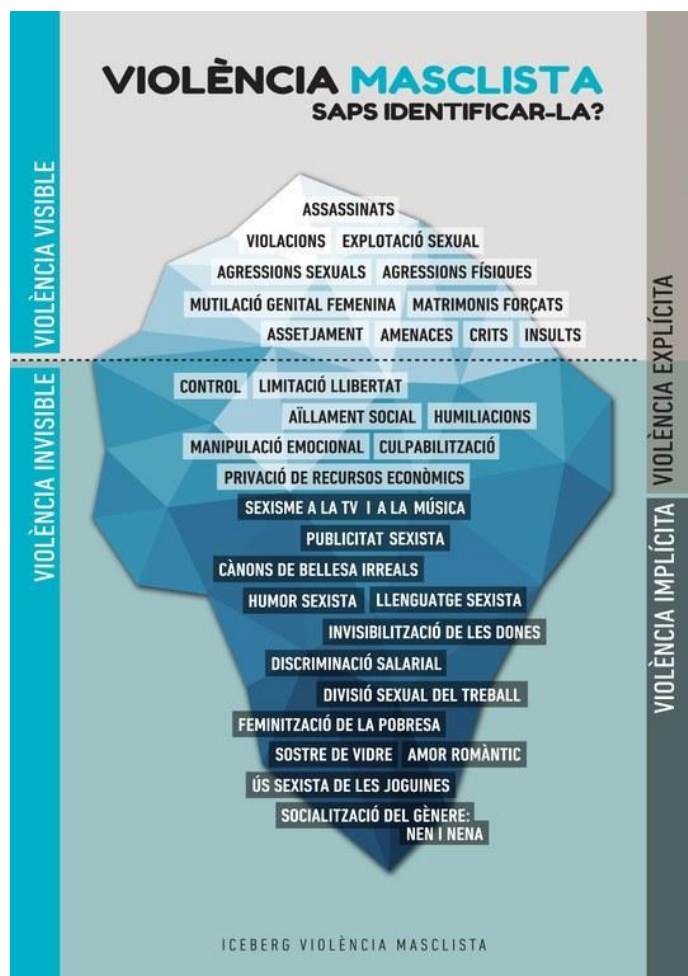 VIOLÈNCIA MASCLISTA
SAPS IDENTIFICAR-LA?
VIOLÈNCIA VISIBLE
ASSASSINATS
VIOLACIONS EXPLOTACIÓ SEXUAL
AGRESSIONS SEXUALS AGRESSIONS FÍSIQUES
MUTILACIÓ GENITAL FEMENINA MATRIMONIS FORÇATS
ASSETJAMENT AMENACES CRITS INSULTS
VIOLÈNCIA EXPLÍCITA
VIOLÈNCIA INVISIBLE
CONTROL LIMITACIÓ LLIBERTAT
AÏLLAMENT SOCIAL HUMILIACIONS
MANIPULACIÓ EMOCIONAL CULPABILITZACIÓ
PRIVACIÓ DE RECURSOS ECONÒMICS
SEXISME A LA TV I A LA MÚSICA
PUBLICITAT SEXISTA
CÀNONS DE BELLESA IRREALS
HUMOR SEXISTA LLENGUATGE SEXISTA
INVISIBILITZACIÓ DE LES DONES
DISCRIMINACIÓ SALARIAL
DIVISIÓ SEXUAL DEL TREBALL
FEMINITZACIÓ DE LA POBRESA
SOSTRE DE VIDRE AMOR ROMÀNTIC
ÚS SEXISTA DE LES JOGUINES
SOCIALITZACIÓ DEL GÈNERE:
NEN I NENA
VIOLÈNCIA IMPLÍCITA
ICEBERG VIOLÈNCIA MASCLISTA